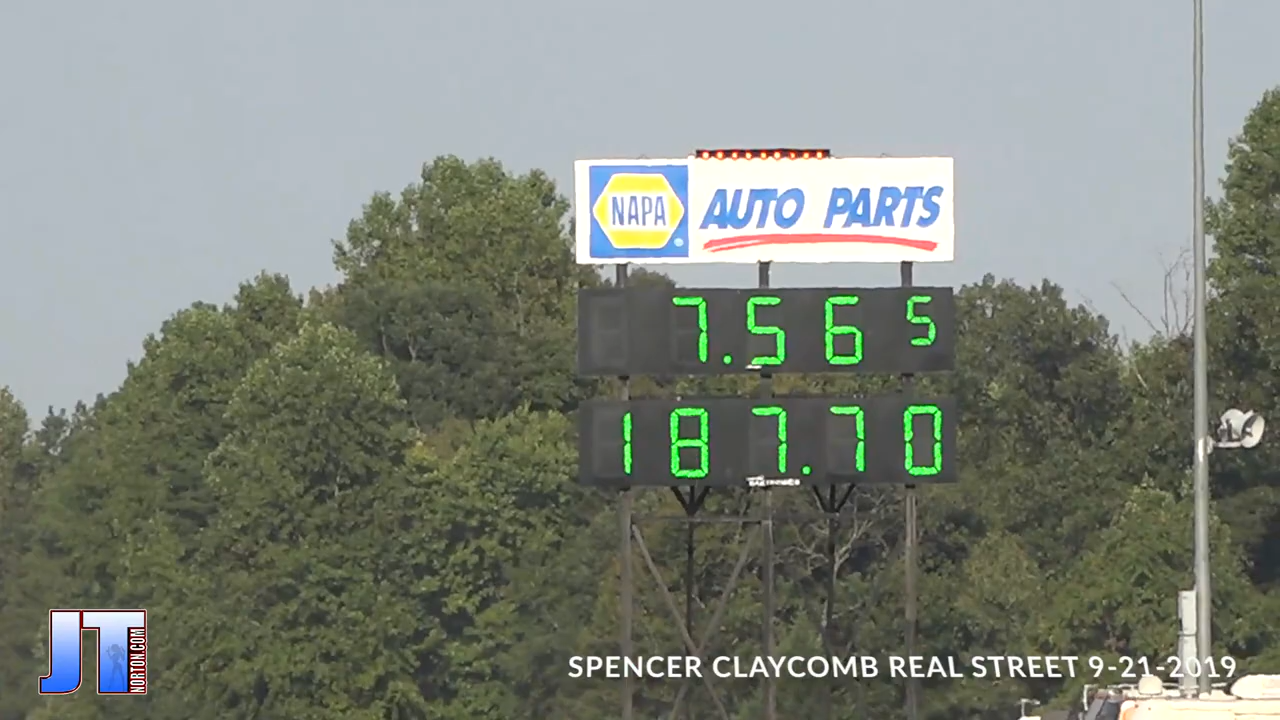 NAPA AUTO PARTS
7.565
187.70
JT
NORTON.COM
SPENCER CLAYCOMB REAL STREET 9-21-2019